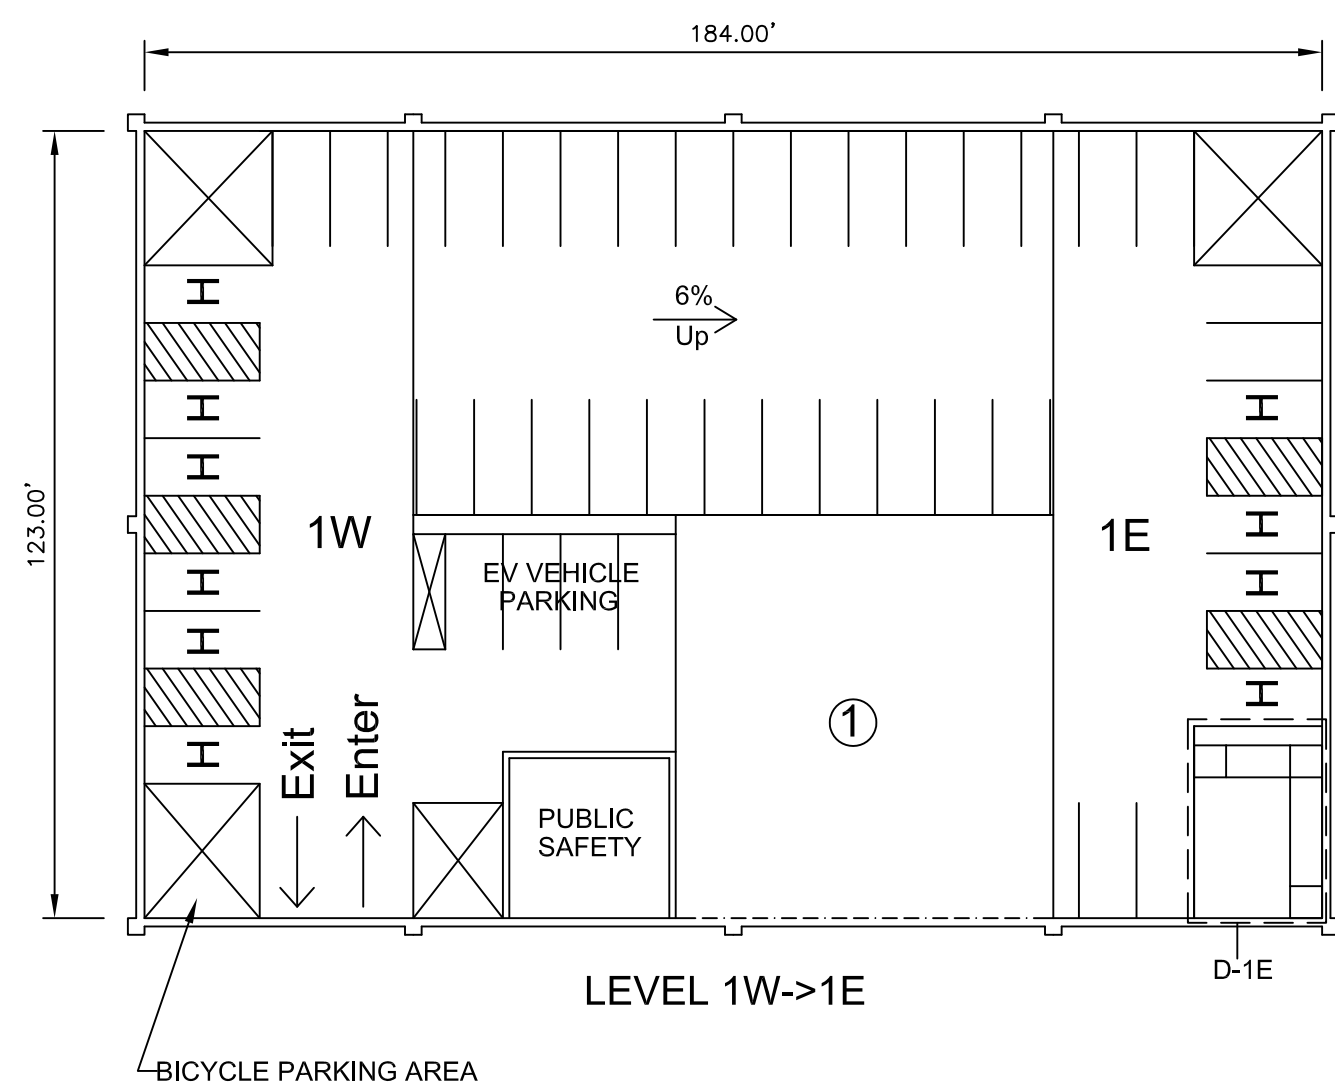 184.00'
123.00'
H
H
H
H
H
H
6%
Up
H
H
H
H
1W
1E
EV VEHICLE
PARKING
Exit
Enter
1
PUBLIC
SAFETY
D-1E
LEVEL 1W->1E
BICYCLE PARKING AREA